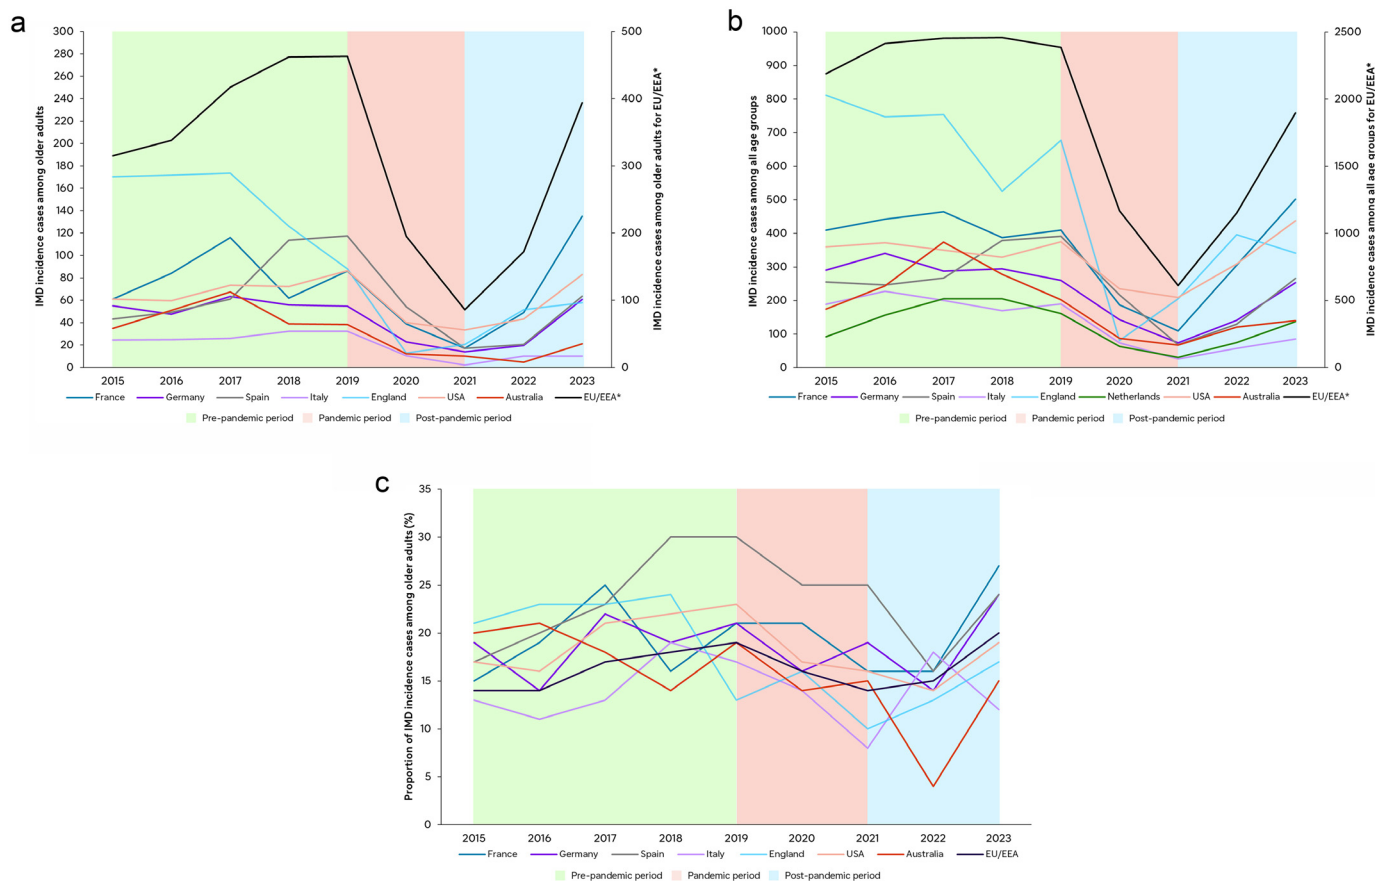 a
IMD incidence cases among older adults
300
280
260
240
220
200
180
160
140
120
100
80
60
40
20
0
500
400
300
200
100
0
IMD incidence cases among older adults for EU/EEA*
2015 2016 2017 2018 2019 2020 2021 2022 2023
France Germany Spain Italy England USA Australia EU/EEA*
Pre-pandemic period Pandemic period Post-pandemic period
b
IMD incidence cases among all age groups
1000
900
800
700
600
500
400
300
200
100
0
2500
2000
1500
1000
500
0
IMD incidence cases among all age groups for EU/EEA*
2015 2016 2017 2018 2019 2020 2021 2022 2023
France Germany Spain Italy England Netherlands USA Australia EU/EEA*
Pre-pandemic period Pandemic period Post-pandemic period
c
Proportion of IMD incidence cases among older adults (%)
35
30
25
20
15
10
5
0
2015 2016 2017 2018 2019 2020 2021 2022 2023
France Germany Spain Italy England USA Australia EU/EEA
Pre-pandemic period Pandemic period Post-pandemic period